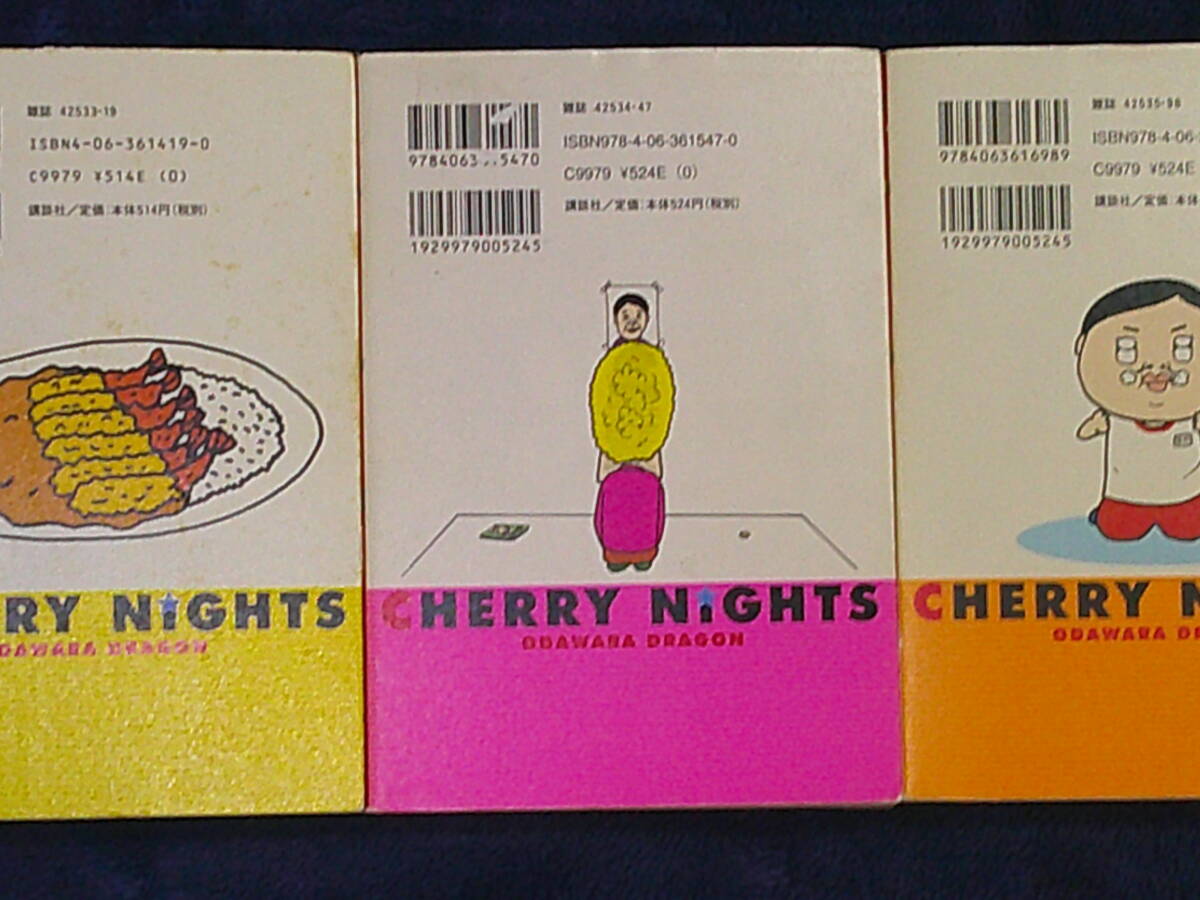 雑誌 42533-19
ISBN4-06-361419-0
C9979 ¥514E (0)
講談社／定価:本体514円(税別)
RY NIGHTS
ODAWARA DRAGON
雑誌 42534-47
9784063 5470
ISBN978-4-06-361547-0
C9979 ¥524E (0)
講談社／定価:本体524円(税別)
1929979005245
CHERRY NIGHTS
ODAWARA DRAGON
雑誌 42535-98
9784063616989
ISBN978-4-06-
C9979 ¥524E
講談社／定価:本体
1929979005245
CHERRY N
ODAWARA DR